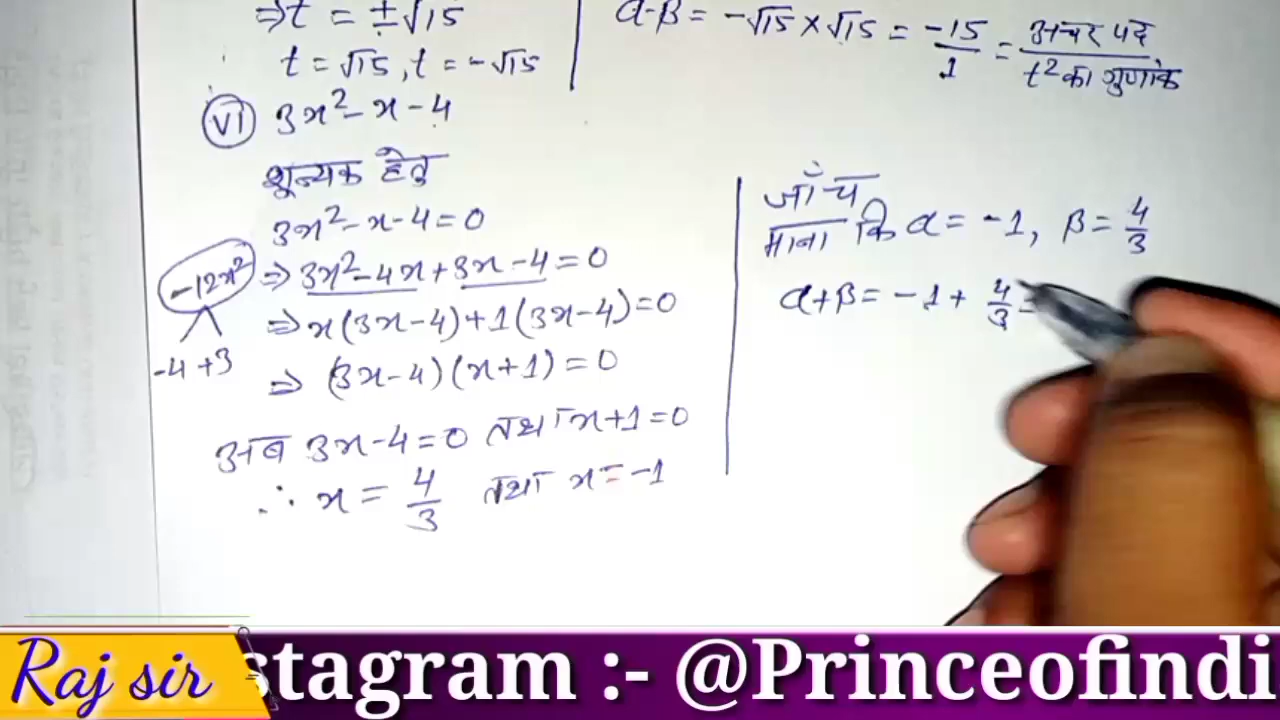 ⇒t = ±√15
t = √15, t = -√15
α·β = -√15 × √15 = -15/1 = अचर पद / t² का गुणांक
(VI) 3x² - x - 4
शून्यक हेतु
3x² - x - 4 = 0
-12x² ⇒ 3x² - 4x + 3x - 4 = 0
-4 +3
⇒ x(3x - 4) + 1(3x - 4) = 0
⇒ (3x - 4)(x + 1) = 0
अब 3x - 4 = 0 तथा x + 1 = 0
∴ x = 4/3 तथा x = -1
जाँच
माना कि α = -1, β = 4/3
α + β = -1 + 4/3 =
Raj sir
stagram :- @Princeofindi